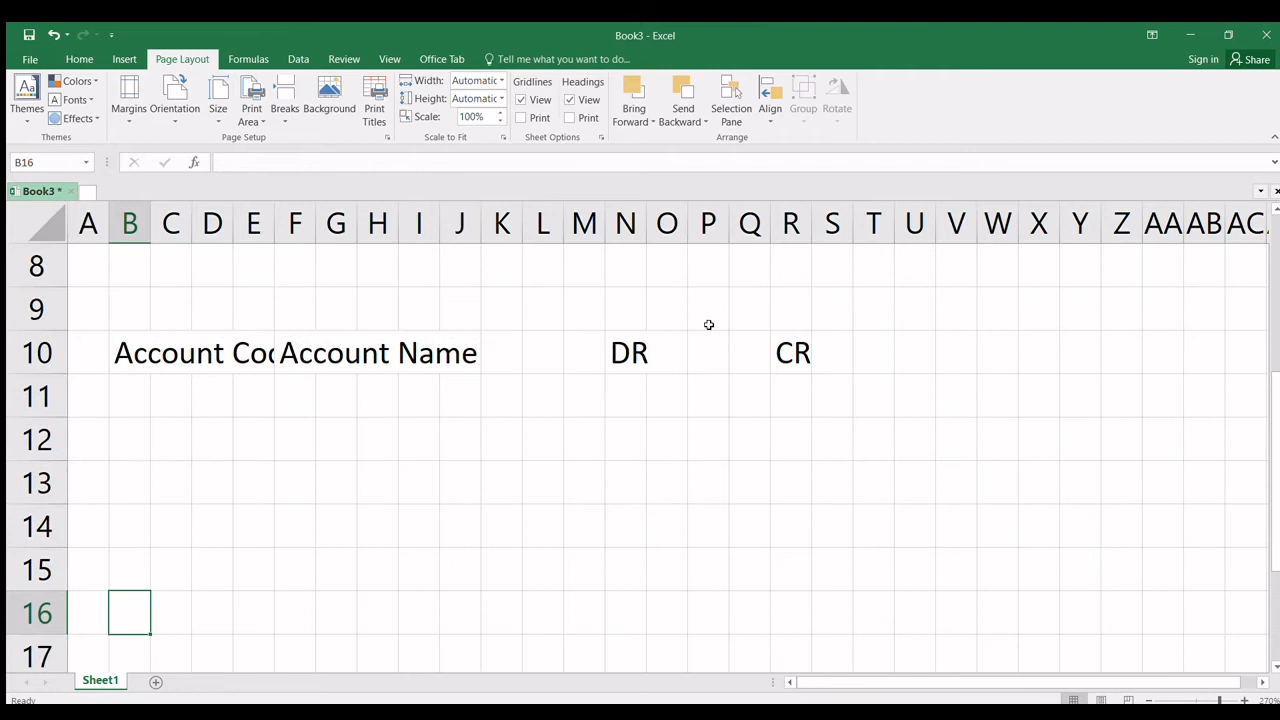 Book3 - Excel
File Home Insert Page Layout Formulas Data Review View Office Tab Tell me what you want to do... Sign in Share
Themes Colors Fonts Effects Margins Orientation Size Print Area Breaks Background Print Titles Width: Automatic Height: Automatic Scale: 100% Gridlines View Print Headings View Print Bring Forward Send Backward Selection Pane Align Group Rotate
Themes Page Setup Scale to Fit Sheet Options Arrange
B16 fx
Book3 *
A B C D E F G H I J K L M N O P Q R S T U V W X Y Z AA AB AC
8
9
10 Account Coc Account Name DR CR
11
12
13
14
15
16
17
Sheet1
Ready 270%